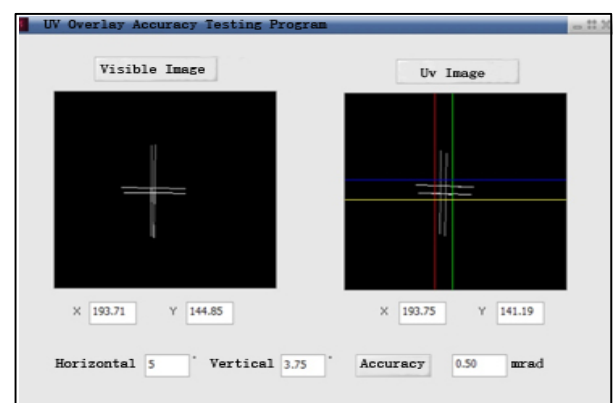 UV Overlay Accuracy Testing Program
Visible Image Uv Image
X 193.71 Y 144.85 X 193.75 Y 141.19
Horizontal 5 ° Vertical 3.75 ° Accuracy 0.50 mrad